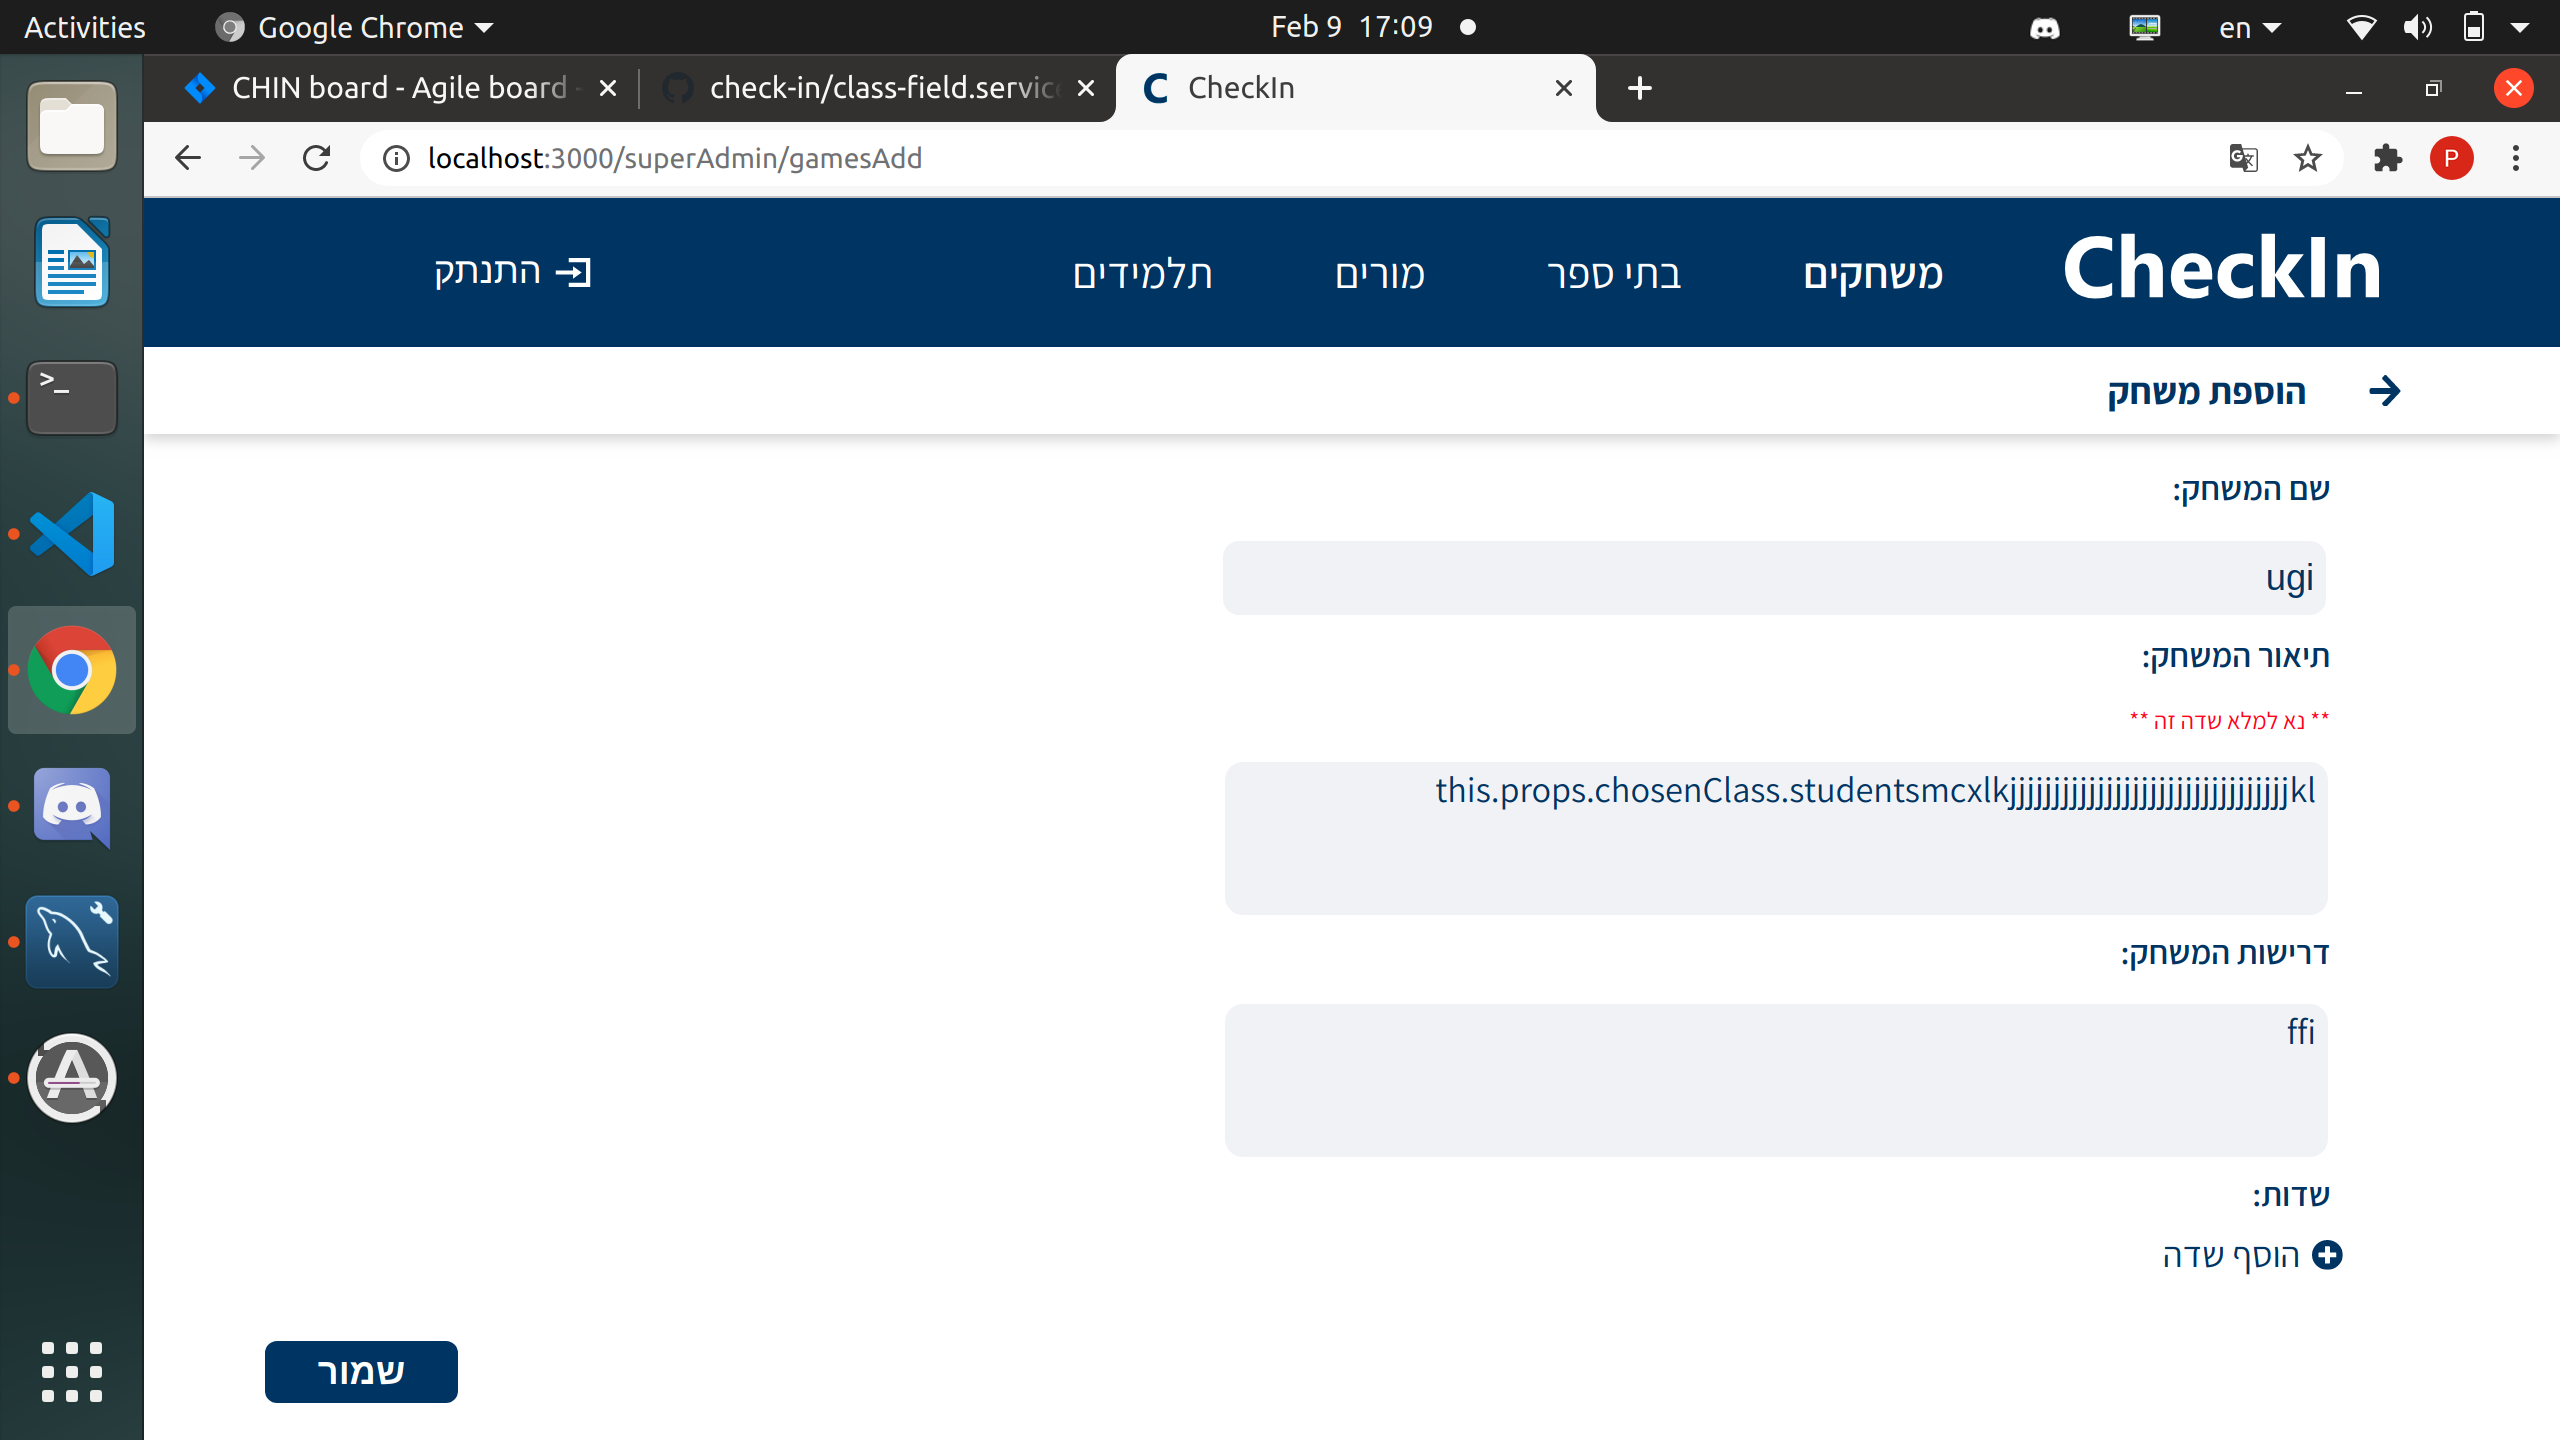 Activities
Google Chrome
Feb 9 17:09
en
CHIN board - Agile board -
check-in/class-field.service
CheckIn
localhost:3000/superAdmin/gamesAdd
P
CheckIn
משחקים
בתי ספר
מורים
תלמידים
התנתק
הוספת משחק
שם המשחק:
ugi
תיאור המשחק:
** נא למלא שדה זה **
this.props.chosenClass.studentsmcxlkjjjjjjjjjjjjjjjjjjjjjjjjjjjjjjjjkl
דרישות המשחק:
ffi
שדות:
הוסף שדה
שמור